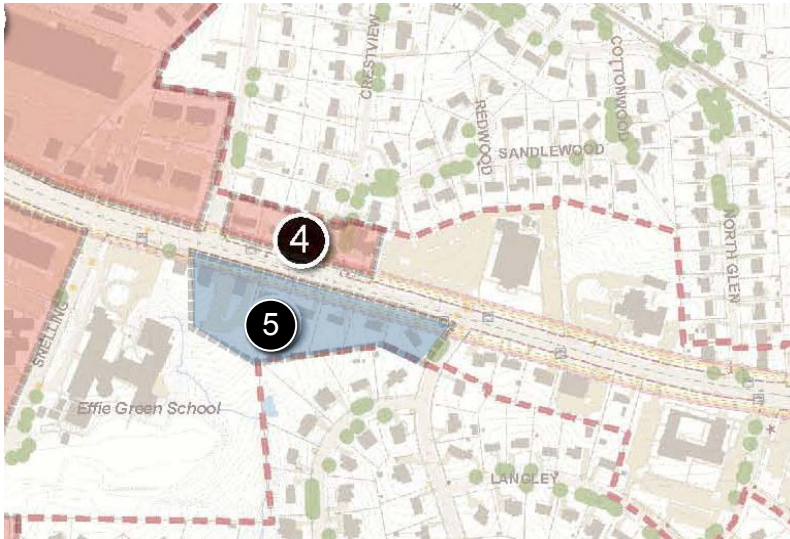 CRESTVIEW
REDWOOD
COTTONWOOD
SANDLEWOOD
4
NORTH GLEN
5
SNELLING
Effie Green School
LANGLEY